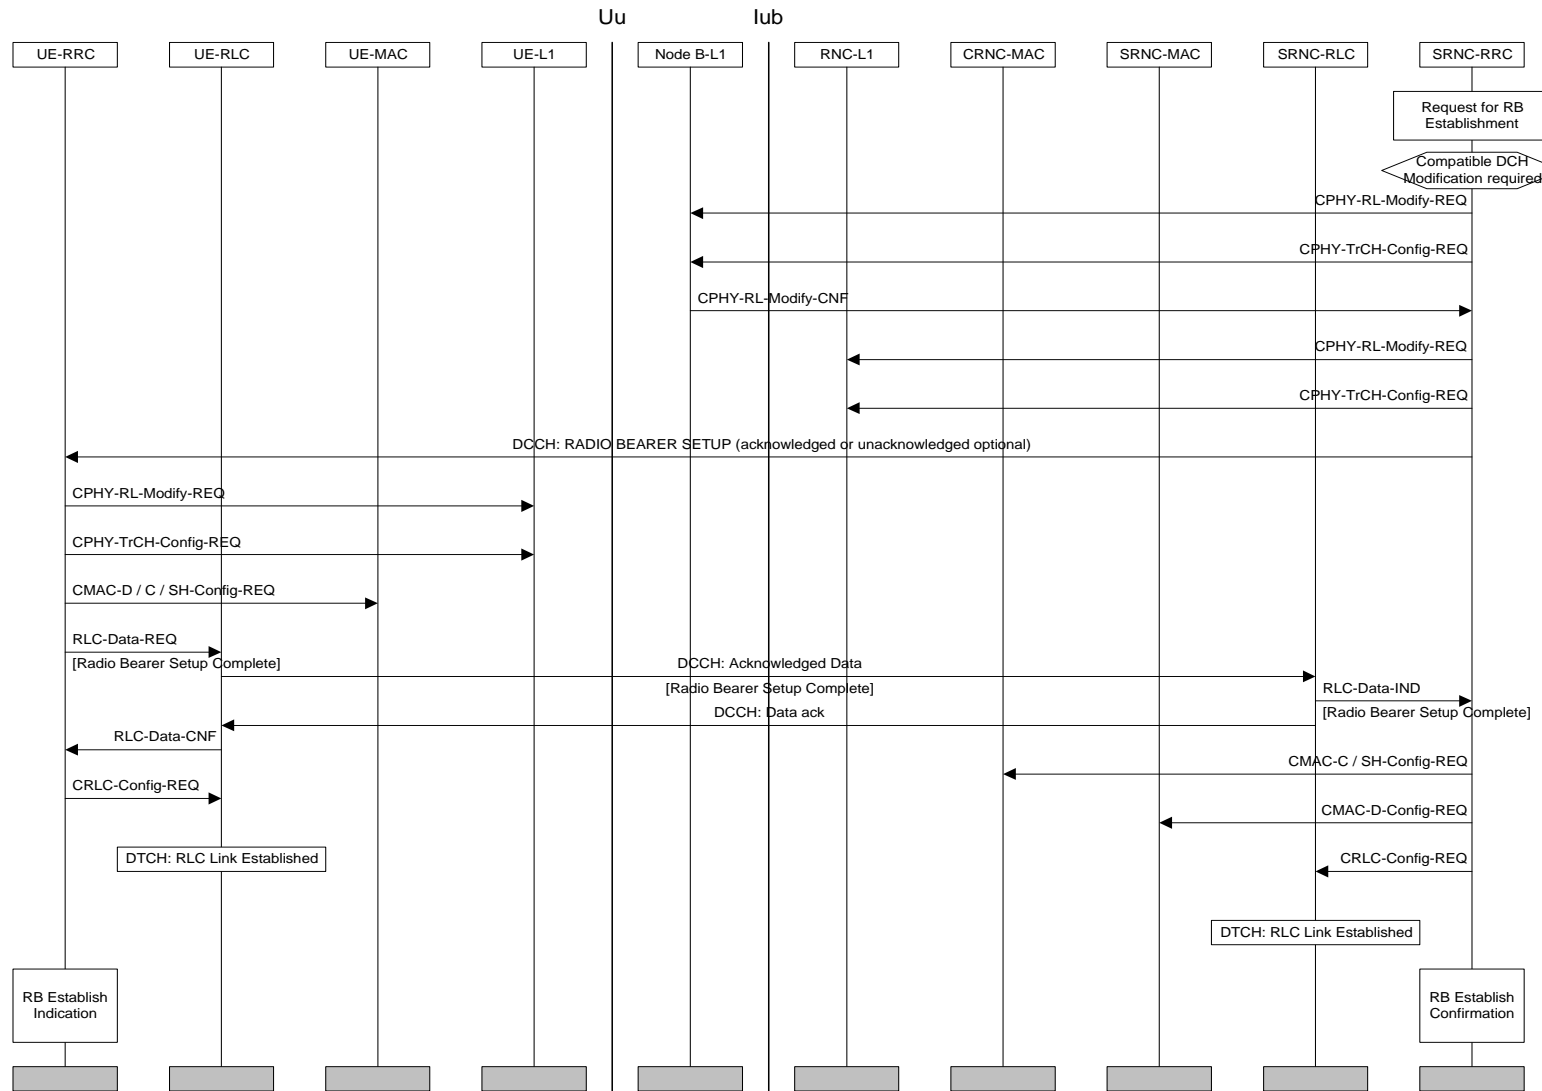 Uu
Iub
UE-RRC
UE-RLC
UE-MAC
UE-L1
Node B-L1
RNC-L1
CRNC-MAC
SRNC-MAC
SRNC-RLC
SRNC-RRC
Request for RB
Establishment
Compatible DCH
Modification required
CPHY-RL-Modify-REQ
CPHY-TrCH-Config-REQ
CPHY-RL-Modify-CNF
CPHY-RL-Modify-REQ
CPHY-TrCH-Config-REQ
DCCH: RADIO BEARER SETUP (acknowledged or unacknowledged optional)
CPHY-RL-Modify-REQ
CPHY-TrCH-Config-REQ
CMAC-D / C / SH-Config-REQ
RLC-Data-REQ
[Radio Bearer Setup Complete]
DCCH: Acknowledged Data
[Radio Bearer Setup Complete]
RLC-Data-IND
[Radio Bearer Setup Complete]
DCCH: Data ack
RLC-Data-CNF
CMAC-C / SH-Config-REQ
CRLC-Config-REQ
CMAC-D-Config-REQ
DTCH: RLC Link Established
CRLC-Config-REQ
DTCH: RLC Link Established
RB Establish
Indication
RB Establish
Confirmation